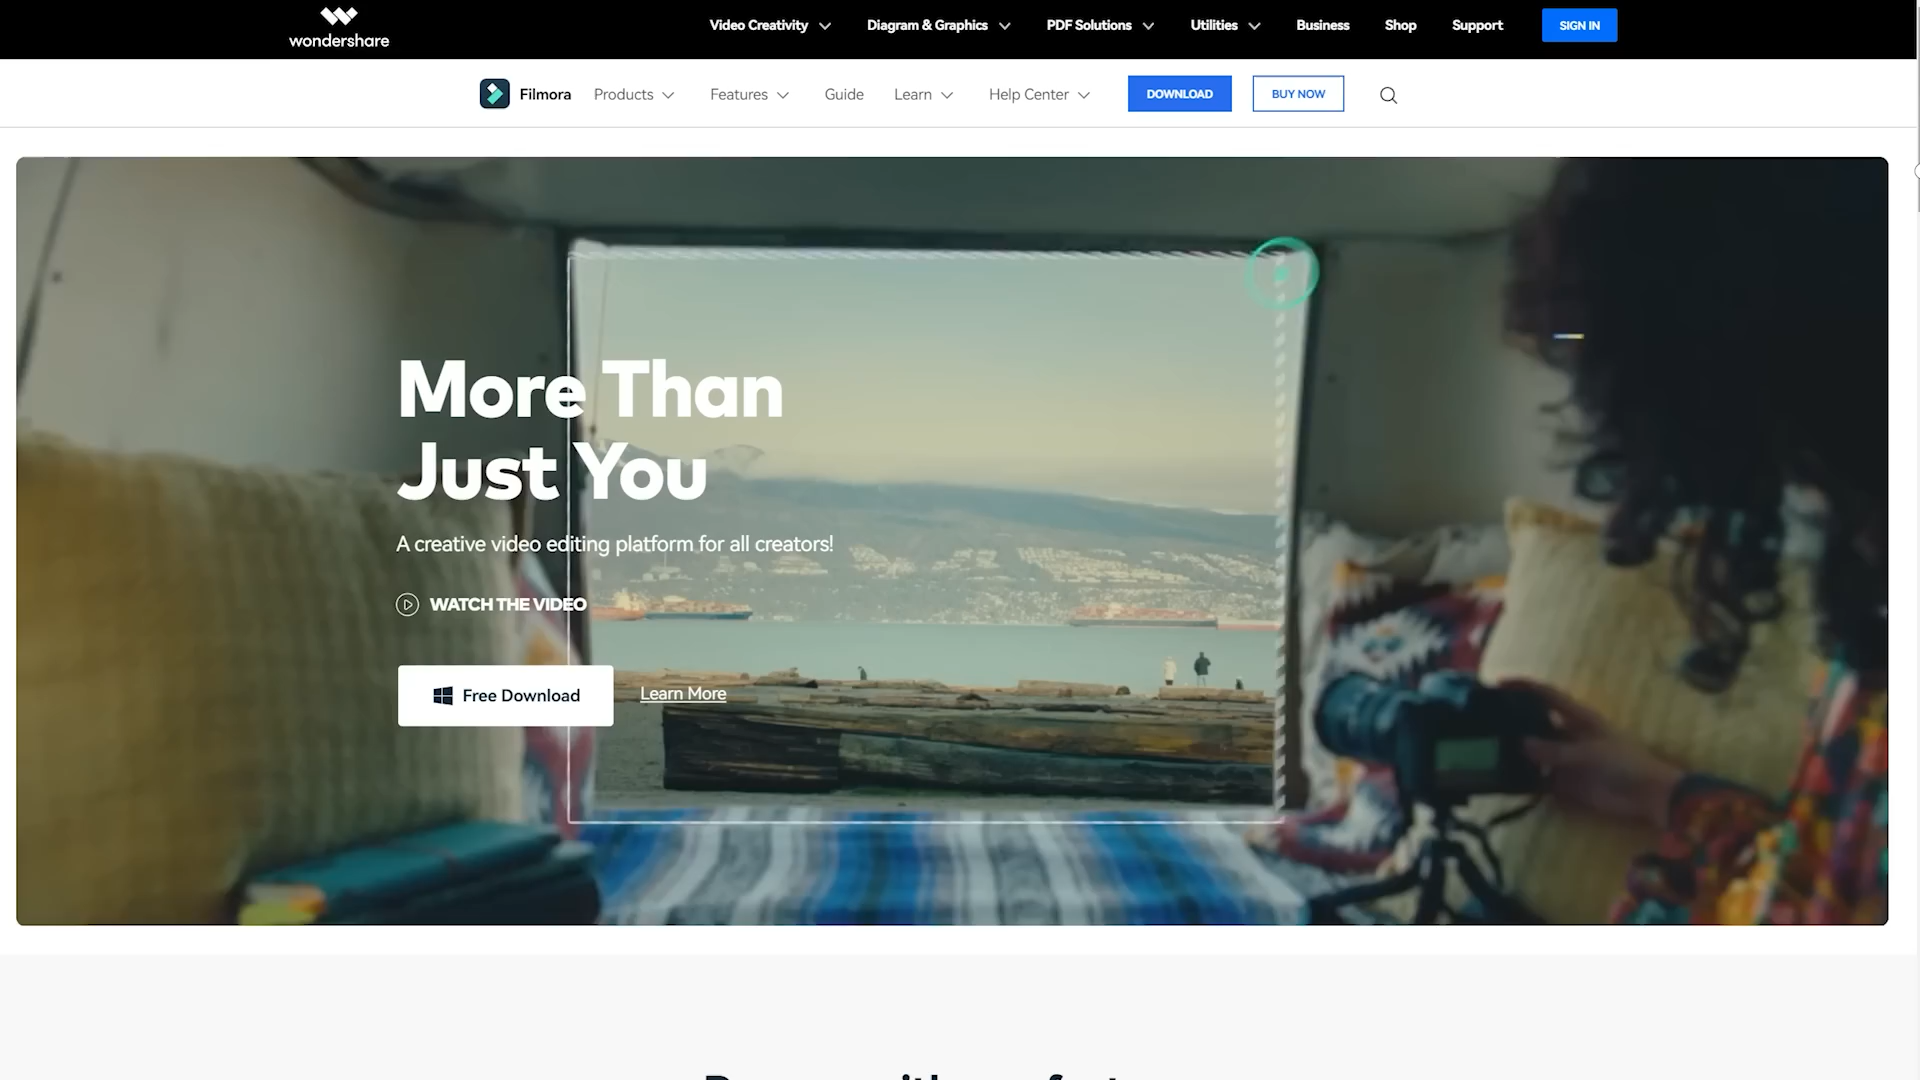 wondershare
Video Creativity
Diagram & Graphics
PDF Solutions
Utilities
Business
Shop
Support
SIGN IN
Filmora
Products
Features
Guide
Learn
Help Center
DOWNLOAD
BUY NOW
More Than
Just You
A creative video editing platform for all creators!
WATCH THE VIDEO
Free Download
Learn More